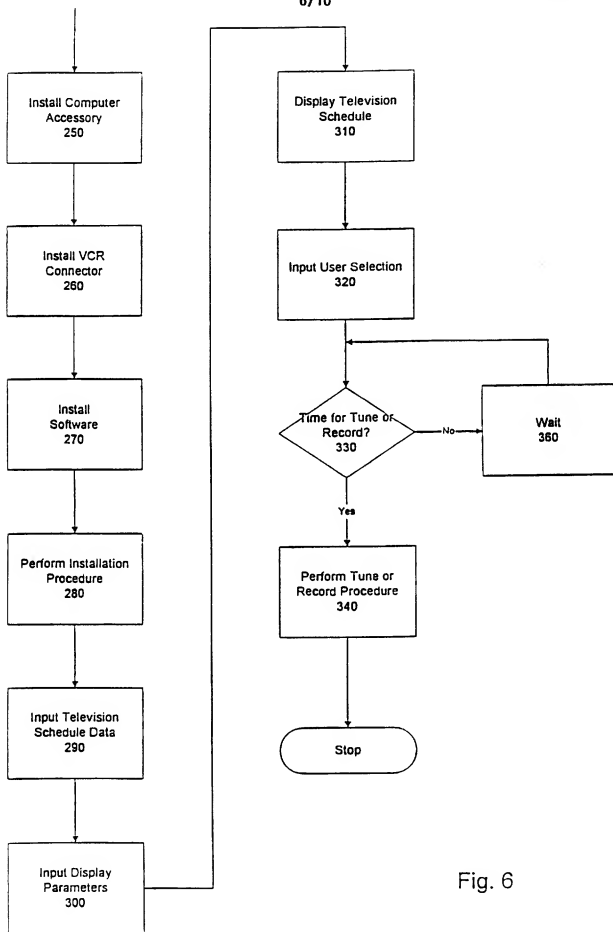 6/10
Install Computer
Accessory
250
Install VCR
Connector
260
Install
Software
270
Perform Installation
Procedure
280
Input Television
Schedule Data
290
Input Display
Parameters
300
Display Television
Schedule
310
Input User Selection
320
Time for Tune or
Record?
330
No
Wait
360
Yes
Perform Tune or
Record Procedure
340
Stop
Fig. 6